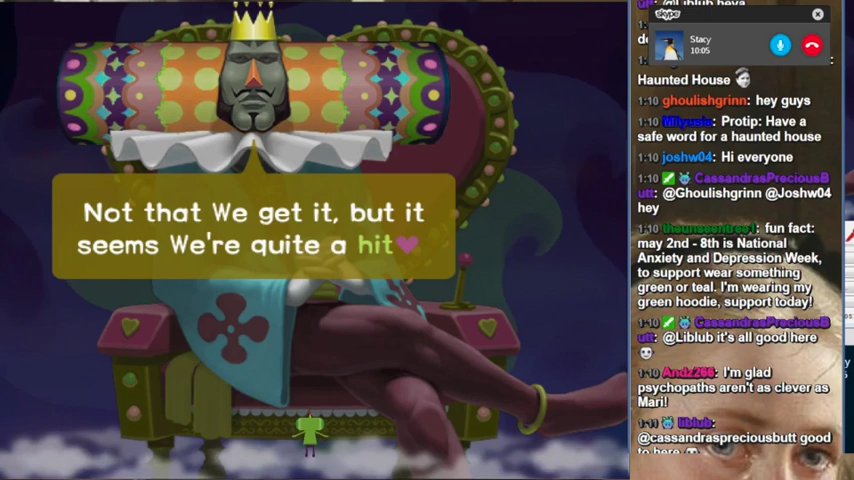 Not that We get it, but it
seems We're quite a hit♥
skype
Stacy
10:05
Haunted House
1:10 ghoulishgrinn: hey guys
Protip: Have a
safe word for a haunted house
1:10 joshw04: Hi everyone
1:10 CassandrasPreciousB
utt: @Ghoulishgrinn @Joshw04
hey
1:10 theunseentree1: fun fact:
may 2nd - 8th is National
Anxiety and Depression Week,
to support wear something
green or teal. I'm wearing my
green hoodie, support today!
1:10 CassandrasPreciousB
utt: @Liblub it's all good here
1:10 Andz266: I'm glad
psychopaths aren't as clever as
Mari!
1:11 liblub:
@cassandraspreciousbutt good
to here